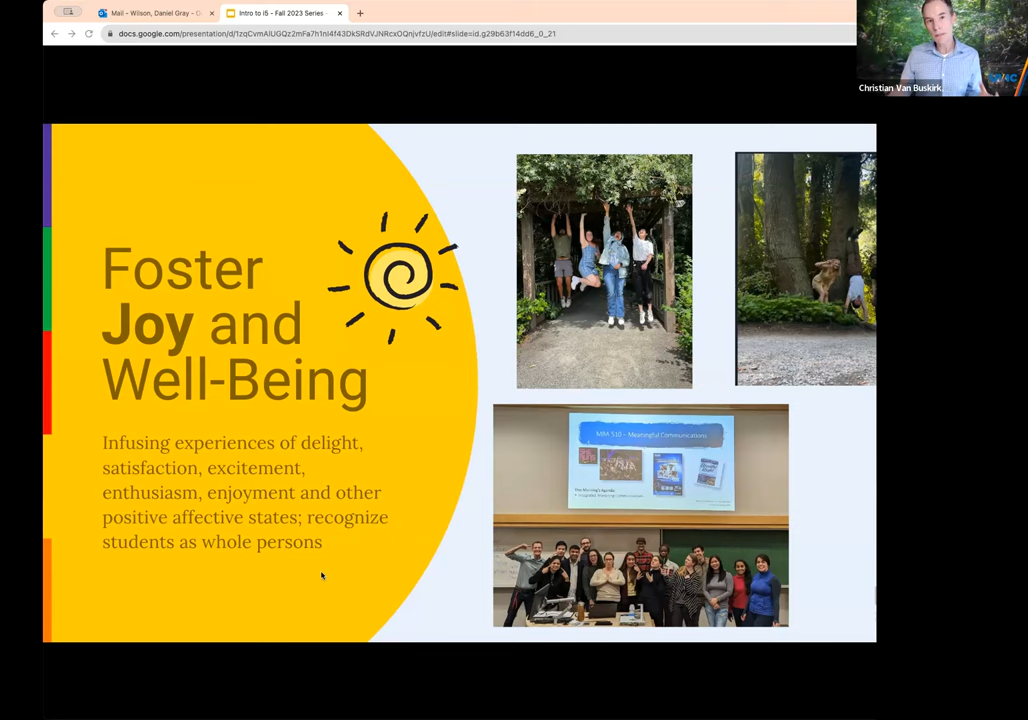 Mail - Wilson, Daniel Gray - O
Intro to i5 - Fall 2023 Series -
docs.google.com/presentation/d/1zqCvmAlUGQz2mFa7h1nl4f43DkSRdVJNRcxOQnjvfzU/edit#slide=id.g29b63f14dd6_0_21
Christian Van Buskirk
Foster
Joy and
Well-Being
Infusing experiences of delight,
satisfaction, excitement,
enthusiasm, enjoyment and other
positive affective states; recognize
students as whole persons
MBA 510 – Meaningful Communications